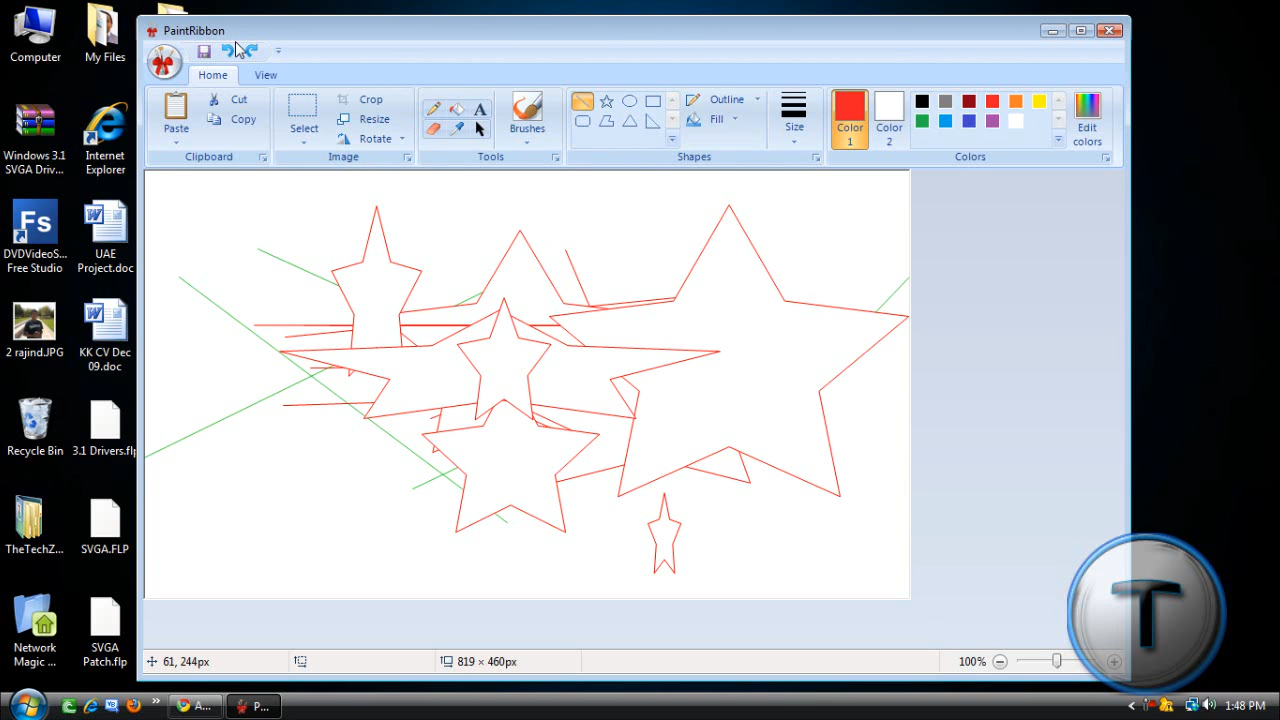 Computer
My Files
Windows 3.1
SVGA Driv...
Internet
Explorer
Fs
DVDVideoS...
Free Studio
UAE
Project.doc
2 rajind.JPG
KK CV Dec
09.doc
Recycle Bin
3.1 Drivers.flp
TheTechZ...
SVGA.FLP
Network
Magic ...
SVGA
Patch.flp
PaintRibbon
Home
View
Paste
Cut
Copy
Clipboard
Select
Crop
Resize
Rotate
Image
A
Tools
Brushes
Outline
Fill
Shapes
Size
Color
1
Color
2
Edit
colors
Colors
61, 244px
819 × 460px
100%
T
A...
P...
1:48 PM